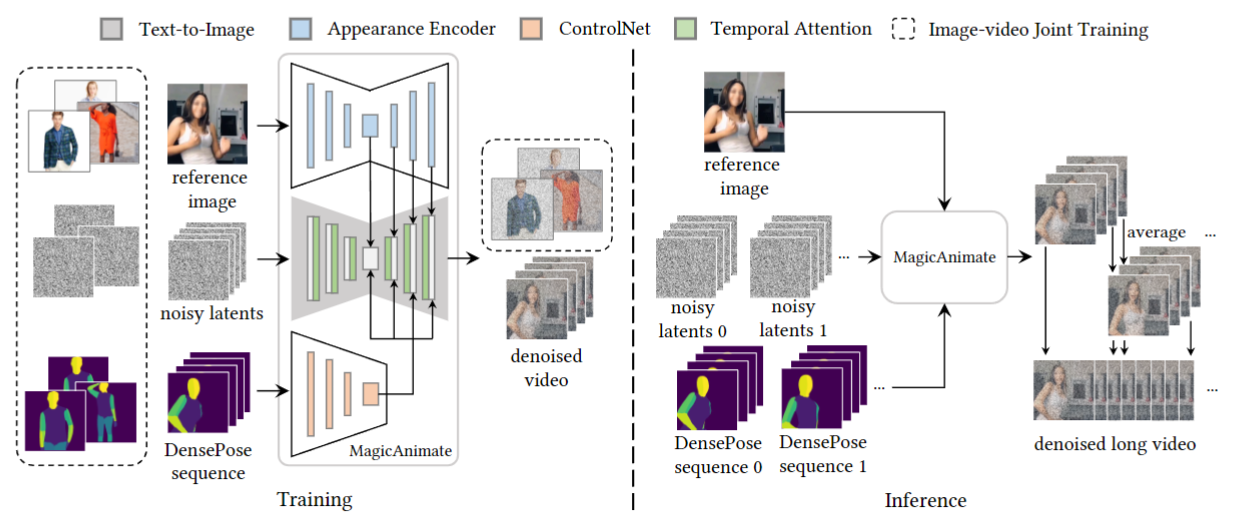 Text-to-Image
Appearance Encoder
ControlNet
Temporal Attention
Image-video Joint Training
reference
image
noisy latents
DensePose
sequence
MagicAnimate
denoised
video
Training
reference
image
noisy
latents 0
noisy
latents 1
...
DensePose
sequence 0
DensePose
sequence 1
...
MagicAnimate
average
...
denoised long video
...
Inference